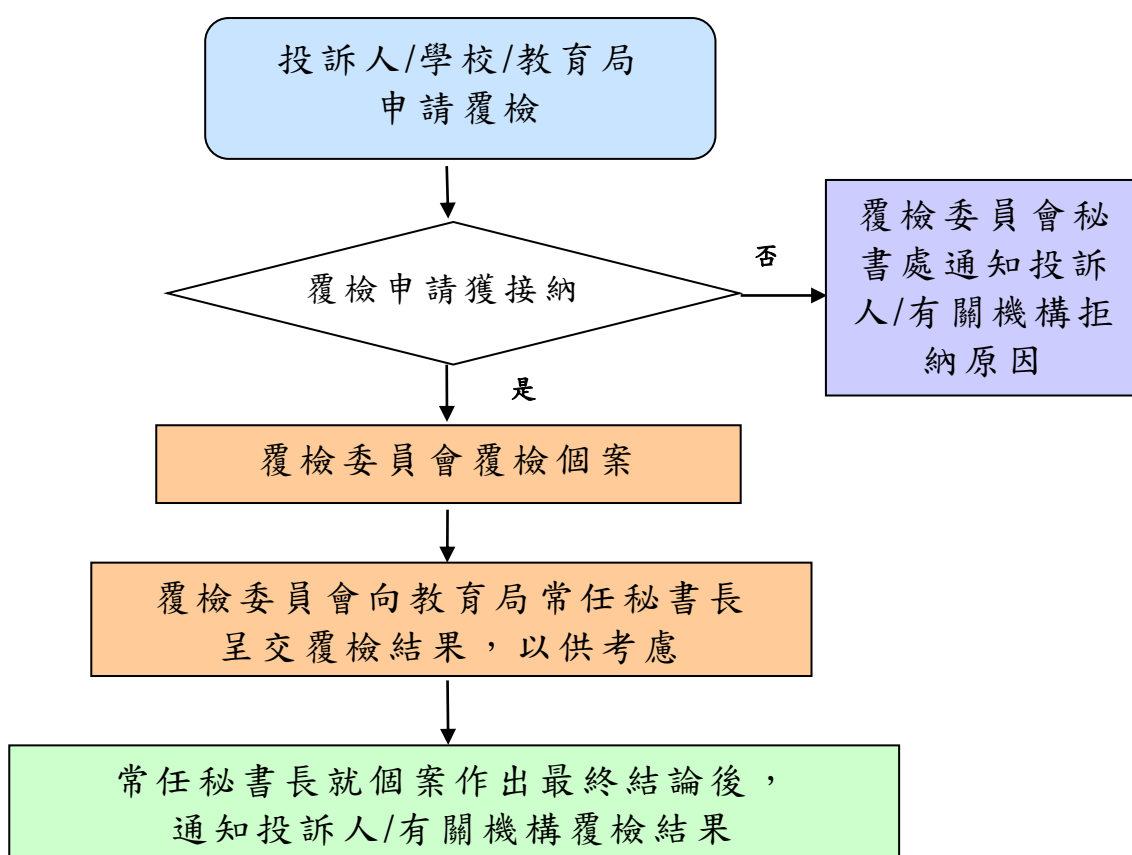 投訴人/學校/教育局
申請覆檢
覆檢申請獲接納
否
覆檢委員會秘
書處通知投訴
人/有關機構拒
納原因
是
覆檢委員會覆檢個案
覆檢委員會向教育局常任秘書長
呈交覆檢結果，以供考慮
常任秘書長就個案作出最終結論後，
通知投訴人/有關機構覆檢結果